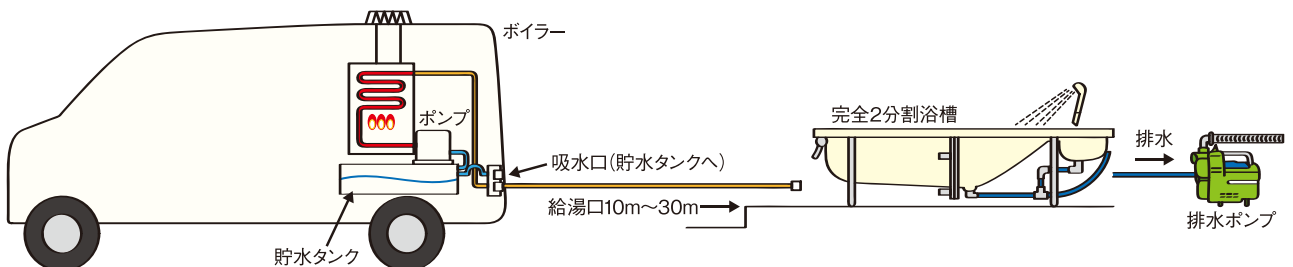 ボイラー
ポンプ
完全2分割浴槽
排水
吸水口(貯水タンクへ)
給湯口10m〜30m
排水ポンプ
貯水タンク